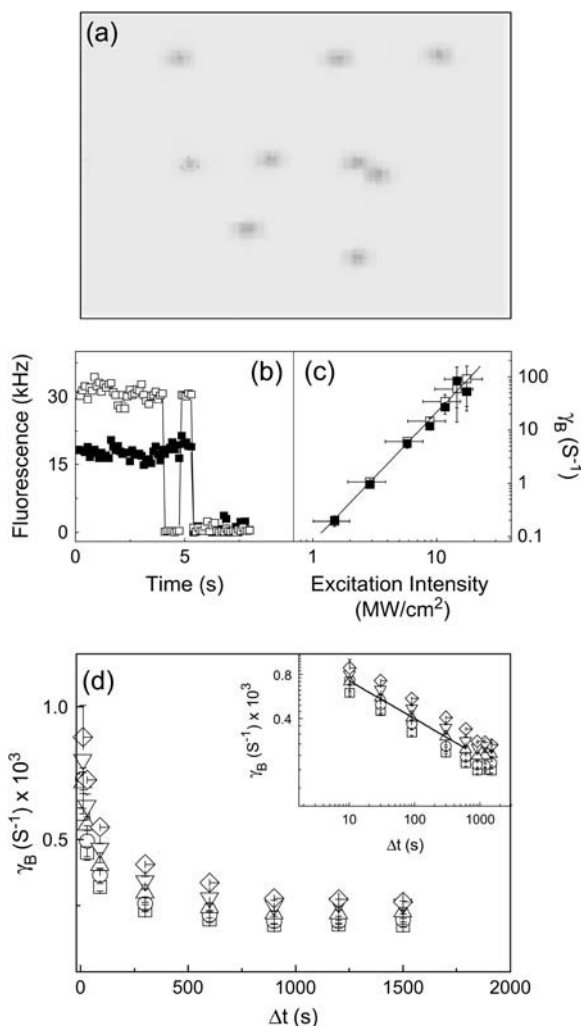 (a)
Fluorescence (kHz)
30
15
0
(b)
0
5
Time (s)
(c)
1
10
Excitation Intensity
(MW/cm²)
100
10
1
0.1
γB (S⁻¹)
(d)
γB (S⁻¹) x 10³
1.0
0.5
0
500
1000
1500
2000
Δt (s)
γB (S⁻¹) x 10³
0.8
0.4
10
100
1000
Δt (s)